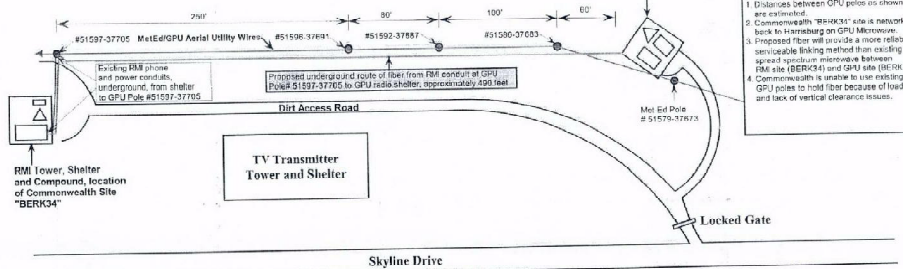 250'
80'
100'
60'
#51597-37705
MetEd/GPU Aerial Utility Wires
#51596-37691
#51592-37687
#51580-37683
Existing RMI phone
and power conduits,
underground, from shelter
to GPU Pole #51597-37705
Proposed underground route of fiber from RMI conduit at GPU
Pole# 51597-37705 to GPU radio shelter, approximately 490 feet
Dirt Access Road
TV Transmitter
Tower and Shelter
RMI Tower, Shelter
and Compound, location
of Commonwealth Site
"BERK34"
Met Ed Pole
# 51579-37673
Locked Gate
Skyline Drive
1. Distances between GPU poles as shown
are estimated.
2. Commonwealth "BERK34" site is network
back to Harrisburg on GPU Microwave.
3. Proposed fiber will provide a more reliab
serviceable linking method than existing
spread spectrum microwave between
RMI site (BERK34) and GPU site (BERK
4. Commonwealth is unable to use existing
GPU poles to hold fiber because of load
and lack of vertical clearance issues.